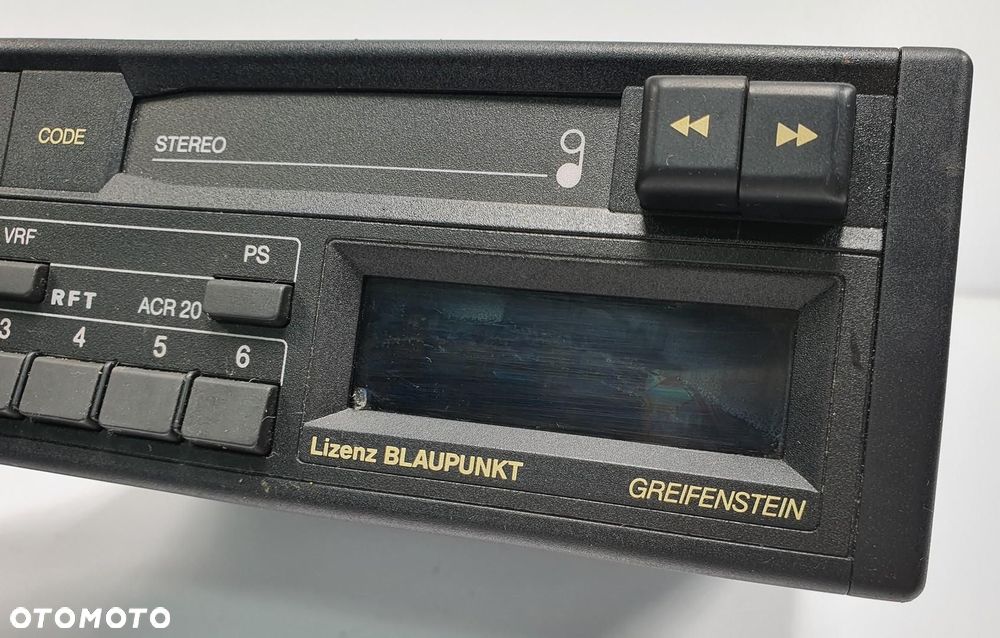 CODE
STEREO
VRF
PS
RFT
ACR 20
3 4 5 6
Lizenz BLAUPUNKT
GREIFENSTEIN
OTOMOTO